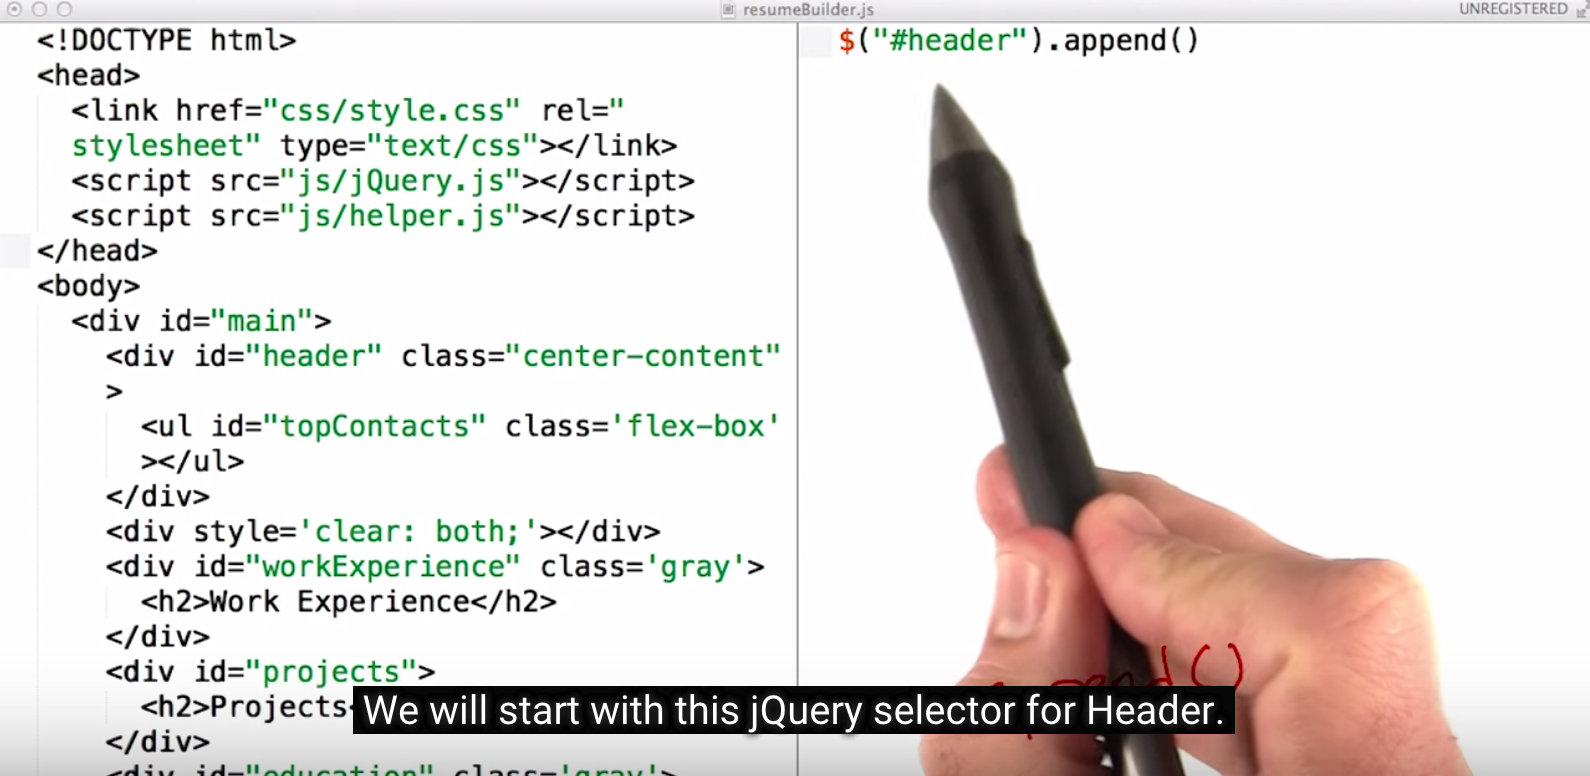 resumeBuilder.js
UNREGISTERED
<!DOCTYPE html>
<head>
<link href="css/style.css" rel="
stylesheet" type="text/css"></link>
<script src="js/jQuery.js"></script>
<script src="js/helper.js"></script>
</head>
<body>
<div id="main">
<div id="header" class="center-content"
>
<ul id="topContacts" class='flex-box'
></ul>
</div>
<div style='clear: both;'></div>
<div id="workExperience" class='gray'>
<h2>Work Experience</h2>
</div>
<div id="projects">
<h2>Projects
</div>
<div id="education" class='gray'>
$("#header").append()
We will start with this jQuery selector for Header.